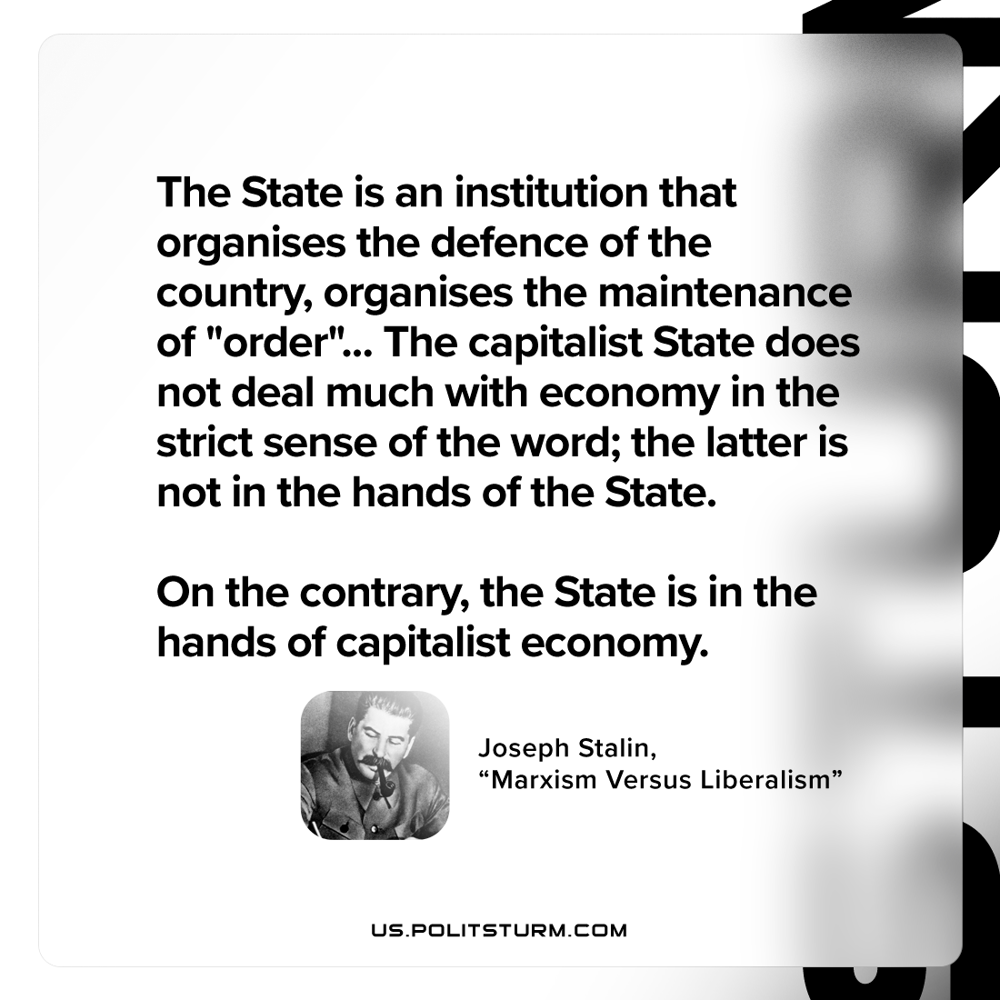 The State is an institution that
organises the defence of the
country, organises the maintenance
of "order"... The capitalist State does
not deal much with economy in the
strict sense of the word; the latter is
not in the hands of the State.
On the contrary, the State is in the
hands of capitalist economy.
Joseph Stalin,
“Marxism Versus Liberalism”
US.POLITSTURM.COM